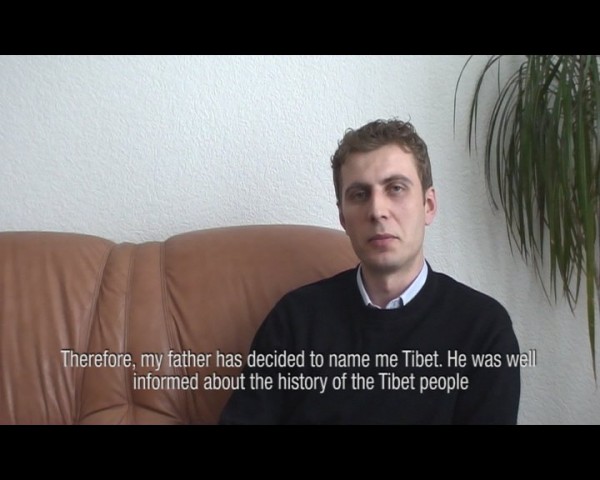 Therefore, my father has decided to name me Tibet. He was well
informed about the history of the Tibet people